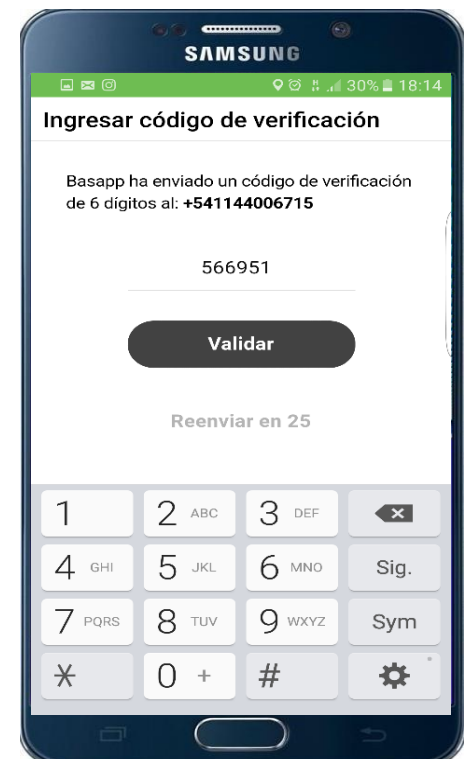 SAMSUNG
30% 18:14
Ingresar código de verificación
Basapp ha enviado un código de verificación
de 6 dígitos al: +541144006715
566951
Validar
Reenviar en 25
1 2 ABC 3 DEF
4 GHI 5 JKL 6 MNO Sig.
7 PQRS 8 TUV 9 WXYZ Sym
* 0 + #